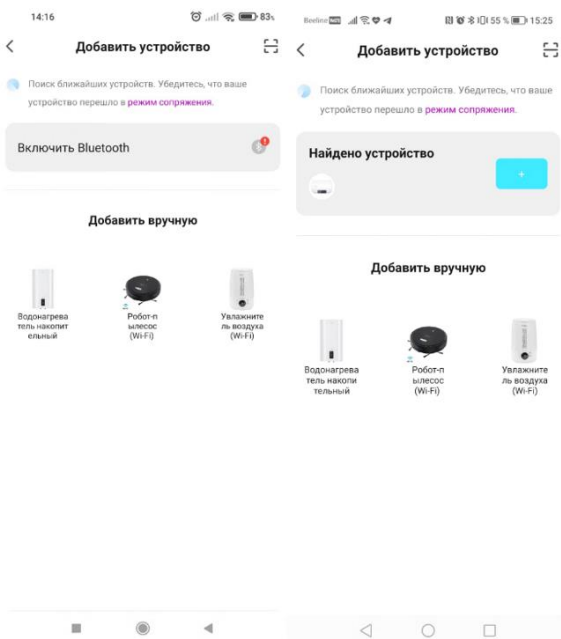 14:16
83%
Добавить устройство
Поиск ближайших устройств. Убедитесь, что ваше
устройство перешло в режим сопряжения.
Включить Bluetooth
Добавить вручную
Водонагрева
тель накопит
ельный
Робот-п
ылесос
(Wi-Fi)
Увлажните
ль воздуха
(Wi-Fi)
Beeline
55 %
15:25
Добавить устройство
Поиск ближайших устройств. Убедитесь, что ваше
устройство перешло в режим сопряжения.
Найдено устройство
+
Добавить вручную
Водонагрева
тель накопи
тельный
Робот-п
ылесос
(Wi-Fi)
Увлажните
ль воздуха
(Wi-Fi)